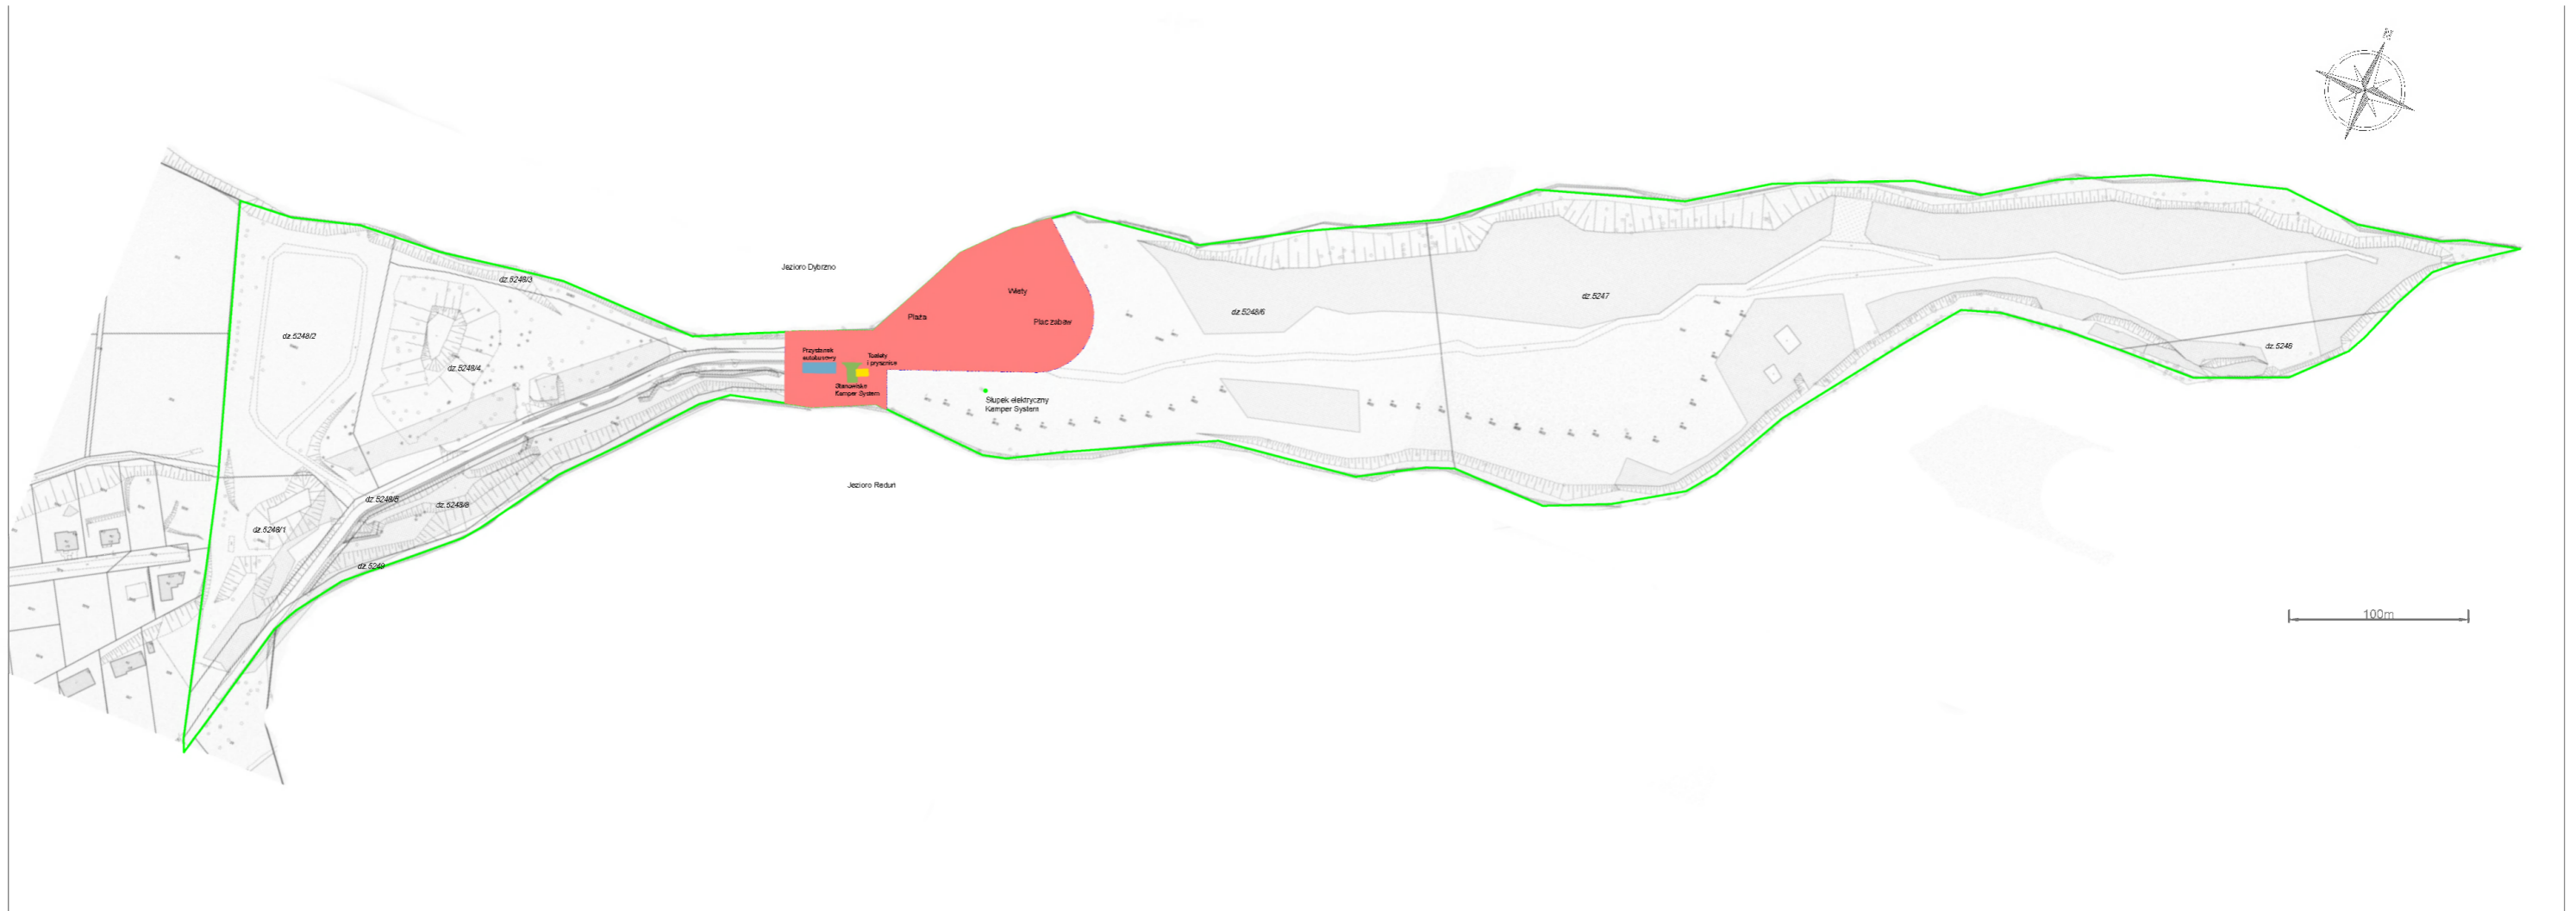 N
Jezioro Dybrzno
dz.5248/3
Wiaty
dz.5247
dz.5248/6
Plaża
Plac zabaw
dz.5248/2
dz.5246
Przystanek
autobusowy
Toalety
i prysznice
dz.5248/4
Stanowisko
Kamper System
Słupek elektryczny
Kamper System
Jezioro Reduń
dz.5248/5
dz.5248/8
dz.5248/1
dz.5249
100m